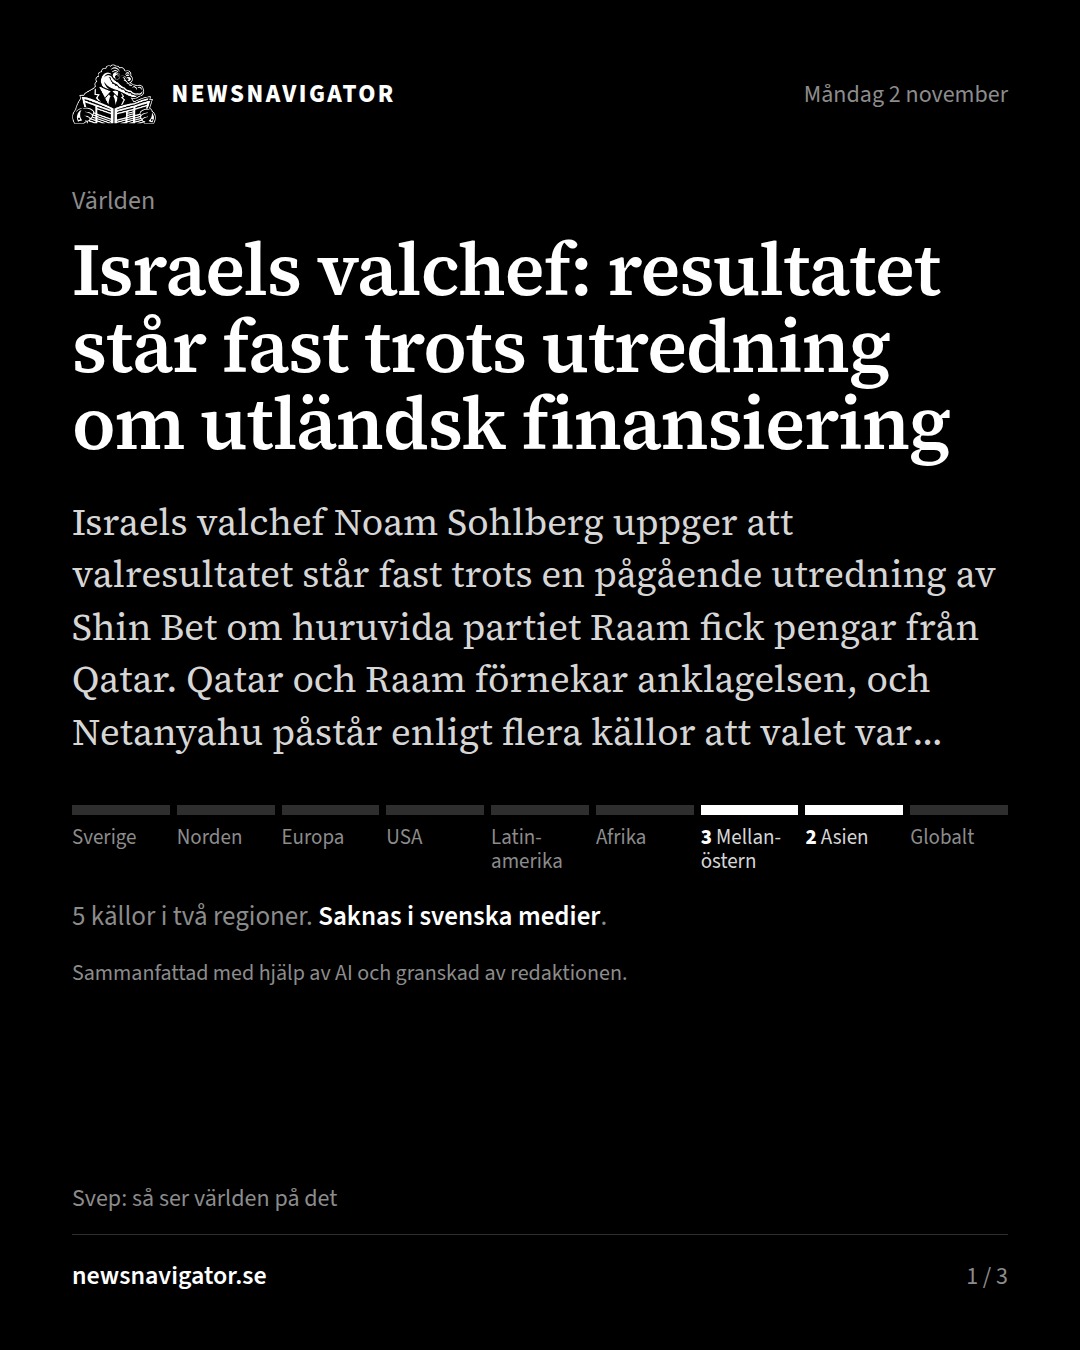 NEWSNAVIGATOR
Måndag 2 november
Världen
Israels valchef: resultatet
står fast trots utredning
om utländsk finansiering
Israels valchef Noam Sohlberg uppger att
valresultatet står fast trots en pågående utredning av
Shin Bet om huruvida partiet Raam fick pengar från
Qatar. Qatar och Raam förnekar anklagelsen, och
Netanyahu påstår enligt flera källor att valet var...
Sverige
Norden
Europa
USA
Latin-
amerika
Afrika
3 Mellan-
östern
2 Asien
Globalt
5 källor i två regioner. Saknas i svenska medier.
Sammanfattad med hjälp av AI och granskad av redaktionen.
Svep: så ser världen på det
newsnavigator.se
1 / 3